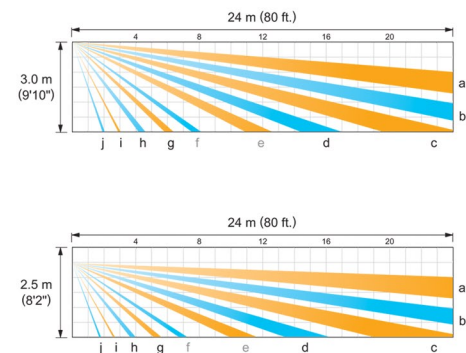 24 m (80 ft.)
4 8 12 16 20
3.0 m
(9'10")
a
b
j i h g f e d c
24 m (80 ft.)
4 8 12 16 20
2.5 m
(8'2")
a
b
j i h g f e d c